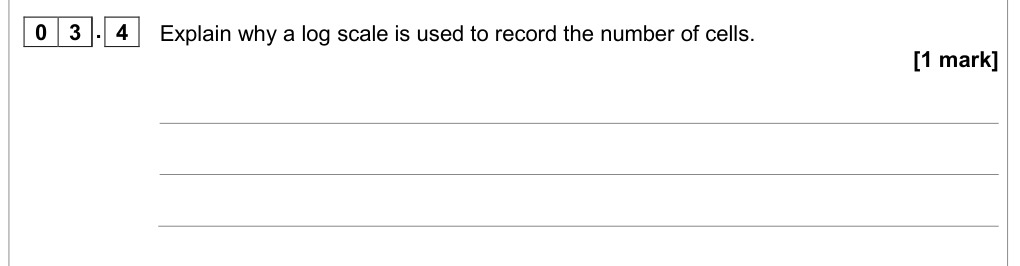 0 3 . 4 Explain why a log scale is used to record the number of cells.
[1 mark]